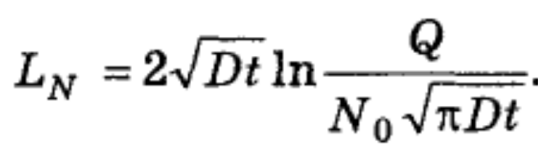 L_N = 2√Dt ln Q / N_0 √πDt.